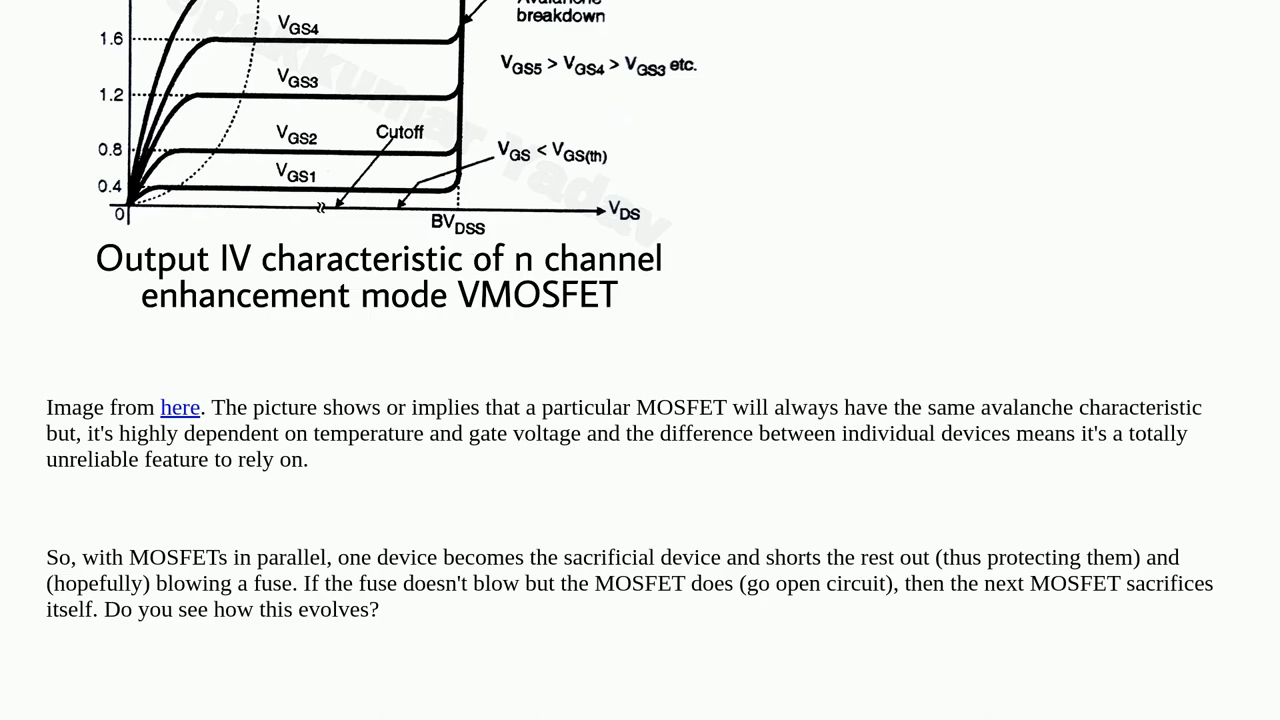 Avalanche
breakdown
VGS4
1.6
VGS5 > VGS4 > VGS3 etc.
VGS3
1.2
VGS2
Cutoff
0.8
VGS < VGS(th)
VGS1
0.4
0
VDS
BVDSS
Output IV characteristic of n channel
enhancement mode VMOSFET
Image from here. The picture shows or implies that a particular MOSFET will always have the same avalanche characteristic
but, it's highly dependent on temperature and gate voltage and the difference between individual devices means it's a totally
unreliable feature to rely on.
So, with MOSFETs in parallel, one device becomes the sacrificial device and shorts the rest out (thus protecting them) and
(hopefully) blowing a fuse. If the fuse doesn't blow but the MOSFET does (go open circuit), then the next MOSFET sacrifices
itself. Do you see how this evolves?